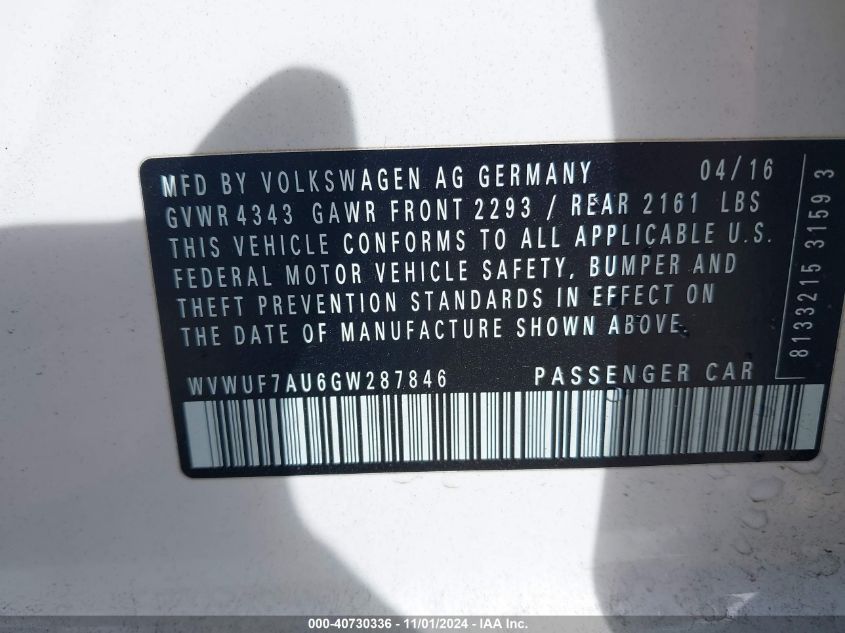 MFD BY VOLKSWAGEN AG GERMANY 04/16
GVWR 4343 GAWR FRONT 2293 / REAR 2161 LBS
THIS VEHICLE CONFORMS TO ALL APPLICABLE U.S.
FEDERAL MOTOR VEHICLE SAFETY, BUMPER AND
THEFT PREVENTION STANDARDS IN EFFECT ON
THE DATE OF MANUFACTURE SHOWN ABOVE.
WVWUF7AU6GW287846 PASSENGER CAR
8133215 3159 3
000-40730336 - 11/01/2024 - IAA Inc.